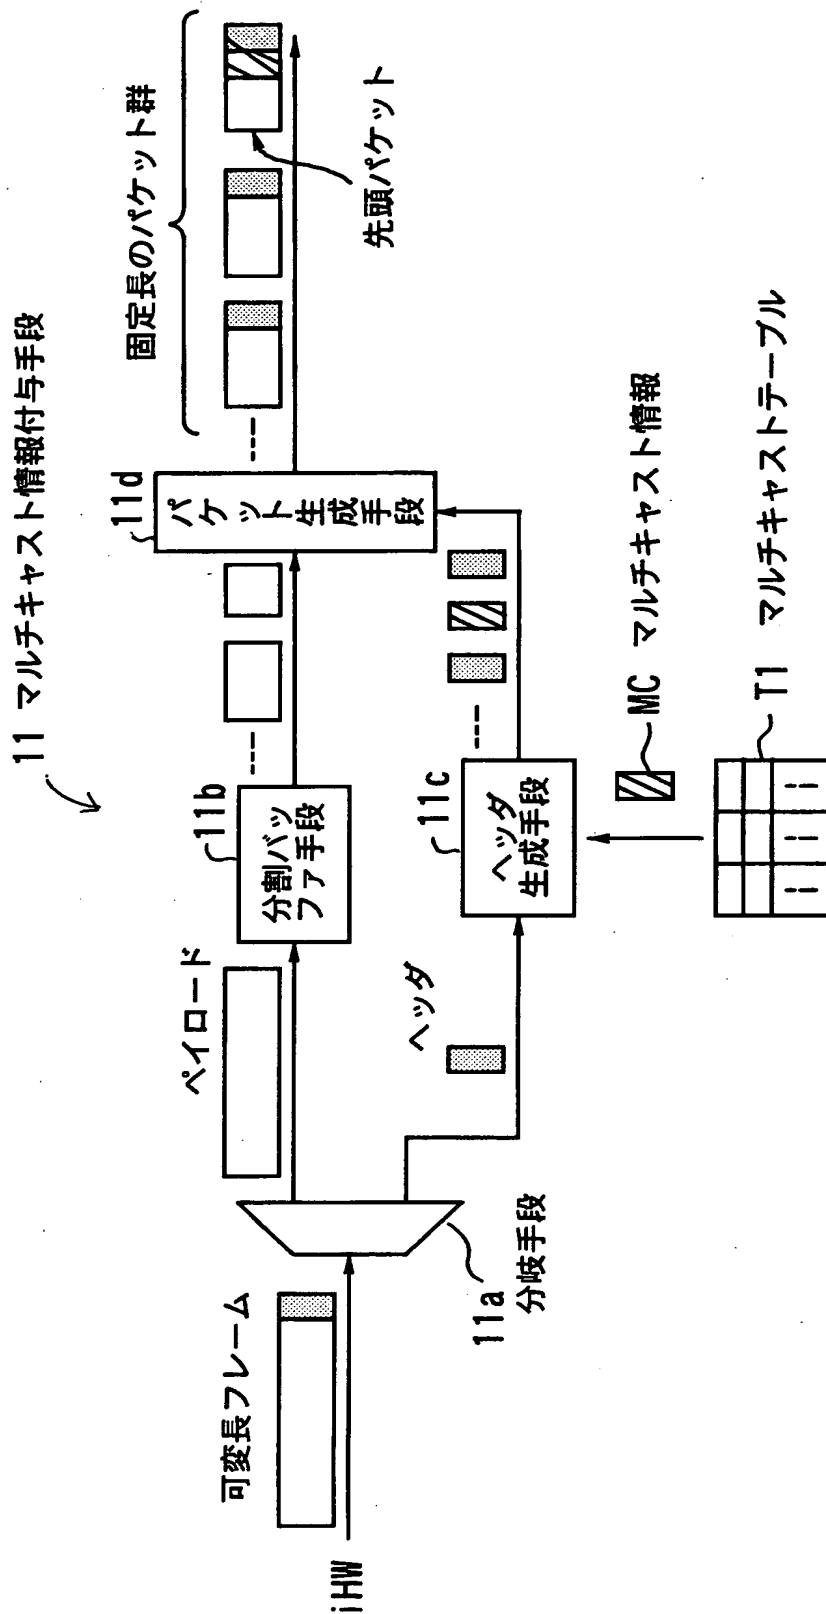 11 マルチキャスト情報付与手段
固定長のパケット群
先頭パケット
11d
パケット生成手段
11b
分割バッ
ファ手段
11c
ヘッダ
生成手段
MC マルチキャスト情報
T1 マルチキャストテーブル
ペイロード
ヘッダ
11a
分岐手段
可変長フレーム
iHW